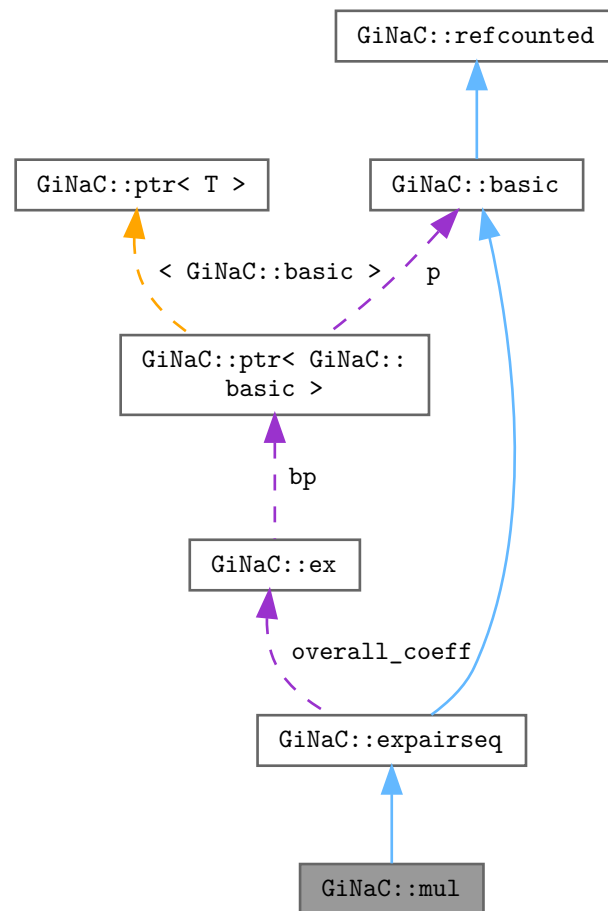 GiNaC::refcounted
GiNaC::ptr< T >
GiNaC::basic
< GiNaC::basic >
p
GiNaC::ptr< GiNaC::
basic >
bp
GiNaC::ex
overall_coeff
GiNaC::expairseq
GiNaC::mul